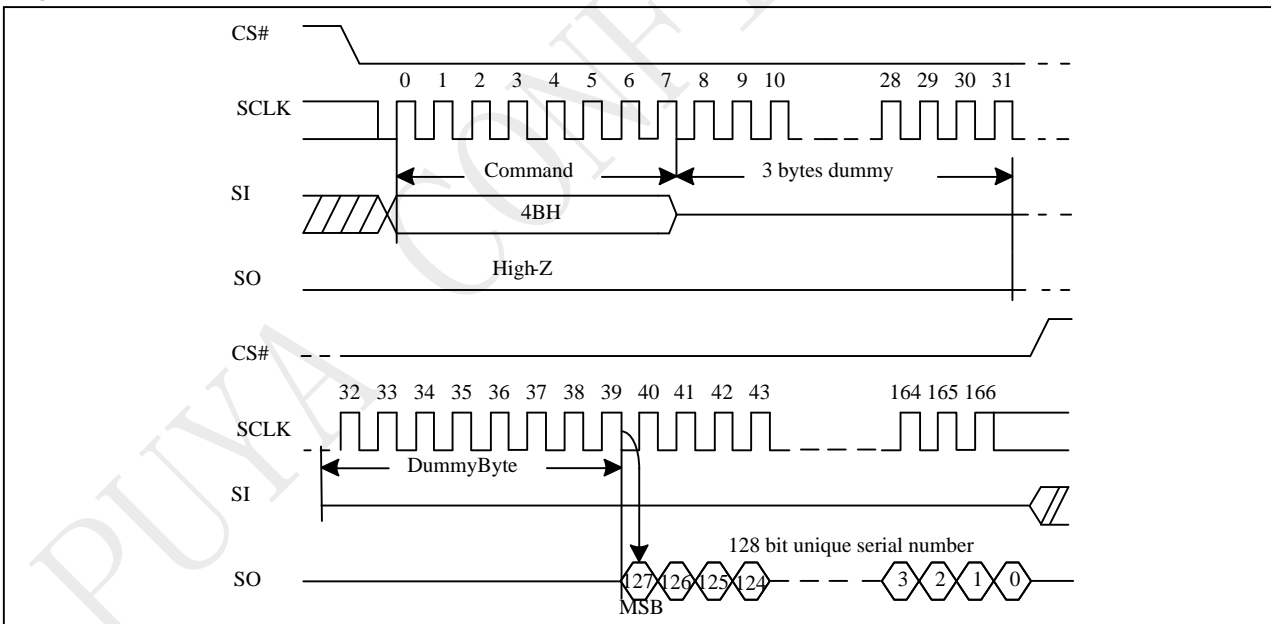 CS#
0 1 2 3 4 5 6 7 8 9 10 28 29 30 31
SCLK
Command 3 bytes dummy
SI
4BH
High-Z
SO
CS#
32 33 34 35 36 37 38 39 40 41 42 43 164 165 166
SCLK
DummyByte
SI
128 bit unique serial number
SO 127 126 125 124 3 2 1 0
MSB
PUYA CONF